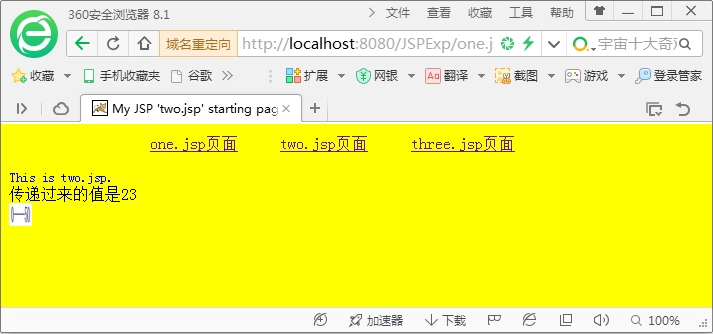 360安全浏览器 8.1 文件 查看 收藏 工具 帮助
域名重定向 http://localhost:8080/JSPExp/one.j 宇宙十大奇观
收藏 手机收藏夹 谷歌 扩展 网银 Aa 翻译 截图 游戏 登录管家
My JSP 'two.jsp' starting pag
one.jsp页面 two.jsp页面 three.jsp页面
This is two.jsp.
传递过来的值是23
加速器 下载 100%